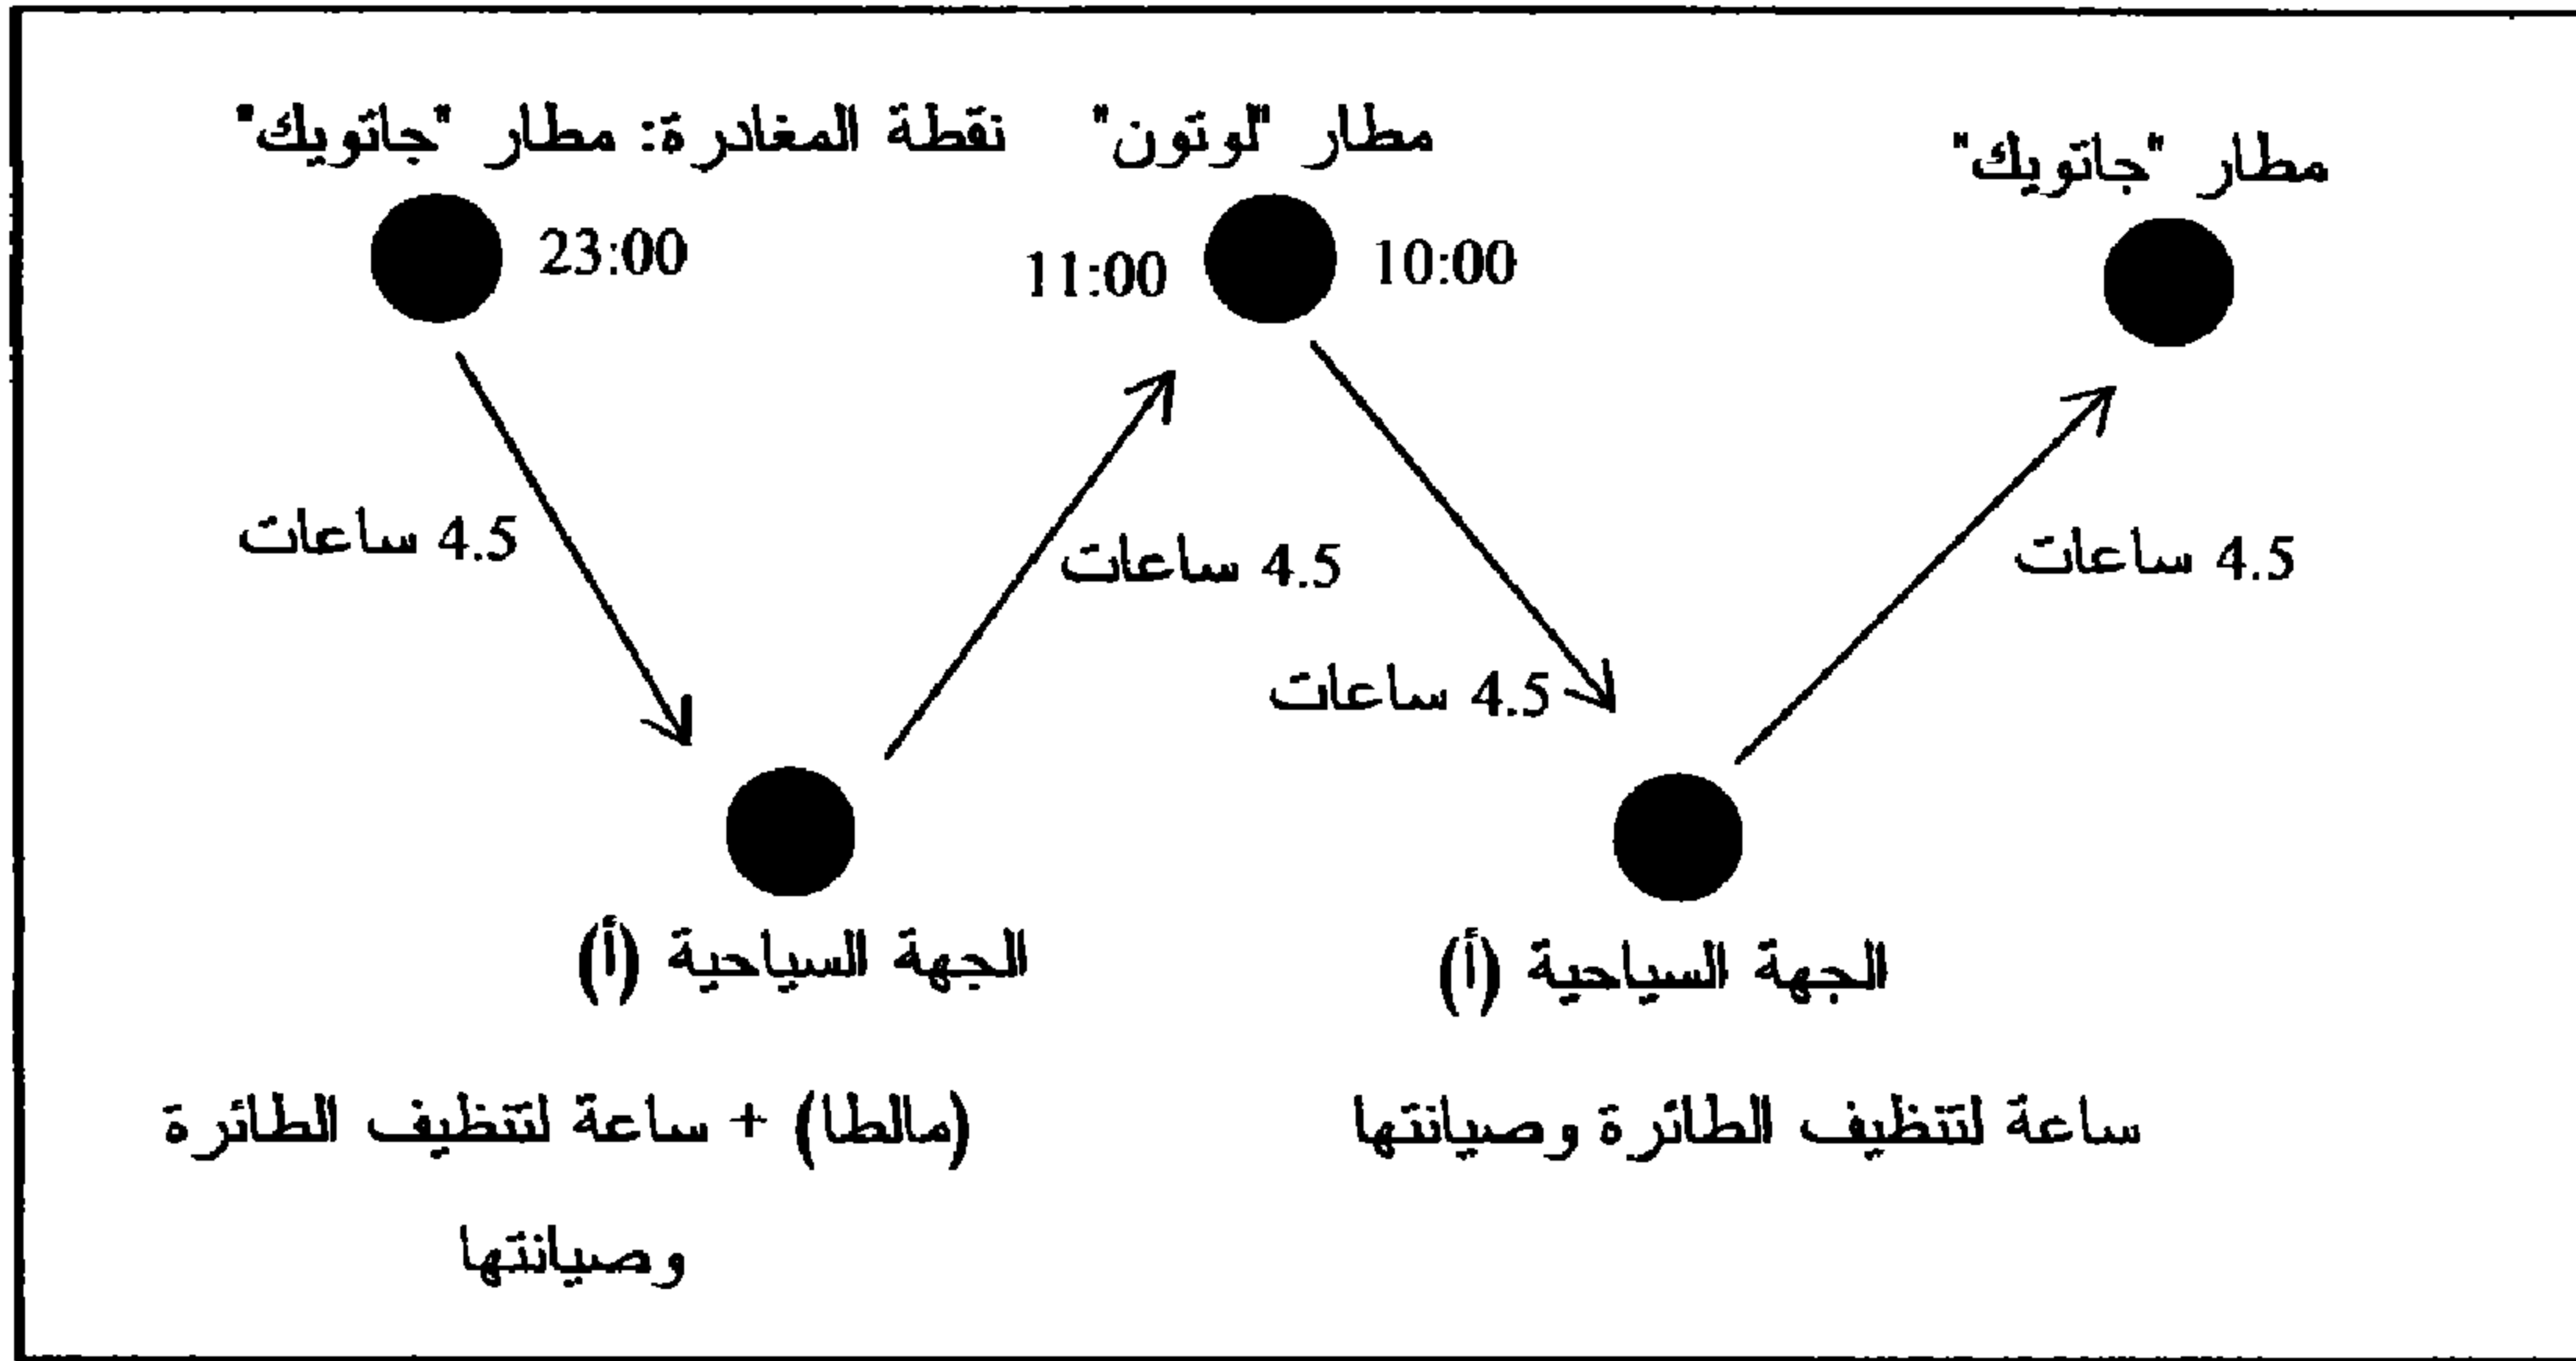 نقطة المغادرة: مطار "جاتويك"
مطار "لوتون"
مطار "جاتويك"
23:00
11:00
10:00
4.5 ساعات
4.5 ساعات
4.5 ساعات
4.5 ساعات
الجهة السياحية (أ)
الجهة السياحية (أ)
(مالطا) + ساعة لتنظيف الطائرة
وصيانتها
ساعة لتنظيف الطائرة وصيانتها